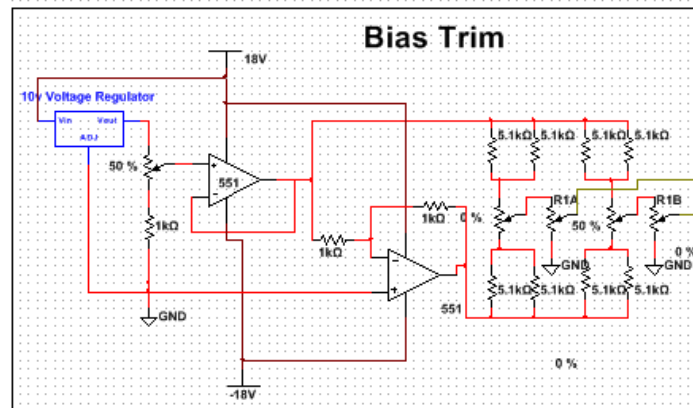 Bias Trim
18V
10v Voltage Regulator
Vin Vout
ADJ
50 %
551
1kΩ
GND
-18V
1kΩ
1kΩ
551
0 %
5.1kΩ 5.1kΩ 5.1kΩ 5.1kΩ
R1A
50 %
R1B
GND
GND
0 %
5.1kΩ 5.1kΩ 5.1kΩ 5.1kΩ
0 %